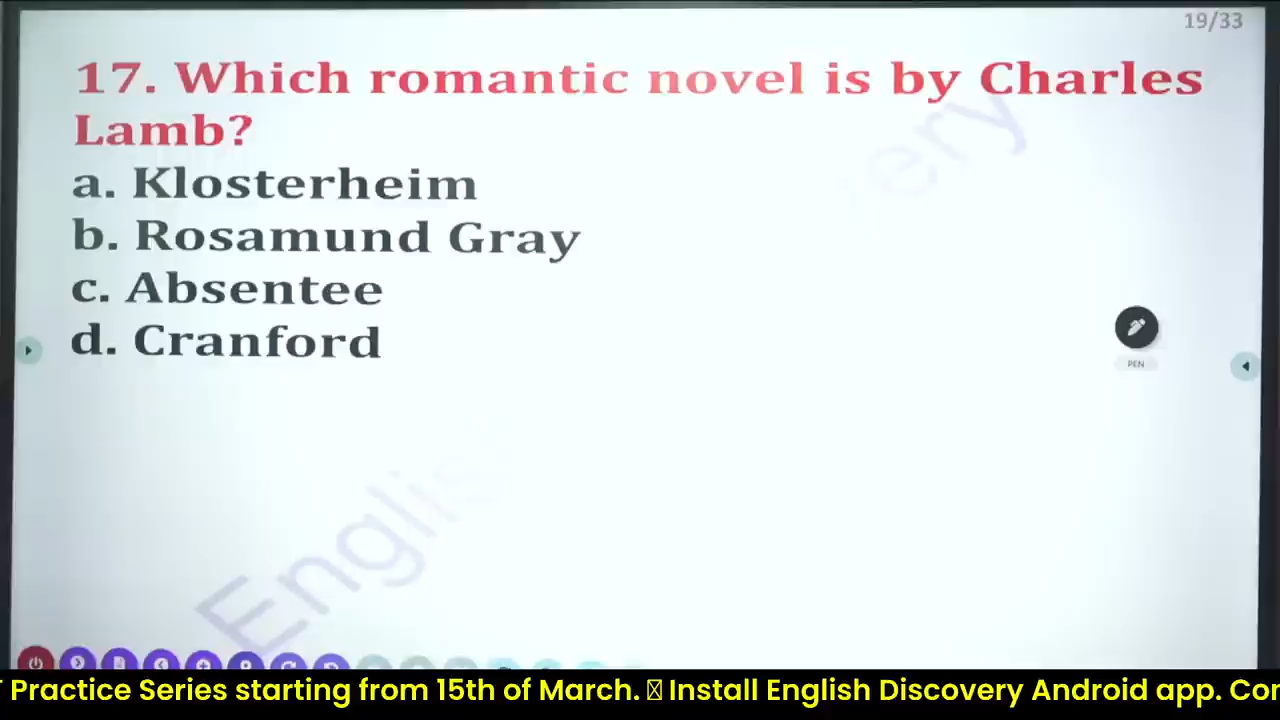 19/33
17. Which romantic novel is by Charles
Lamb?
a. Klosterheim
b. Rosamund Gray
c. Absentee
d. Cranford
PEN
Practice Series starting from 15th of March. Install English Discovery Android app.